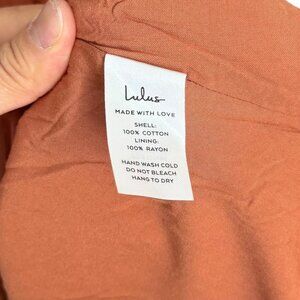 Lulus
MADE WITH LOVE
SHELL:
100% COTTON
LINING:
100% RAYON
HAND WASH COLD
DO NOT BLEACH
HANG TO DRY